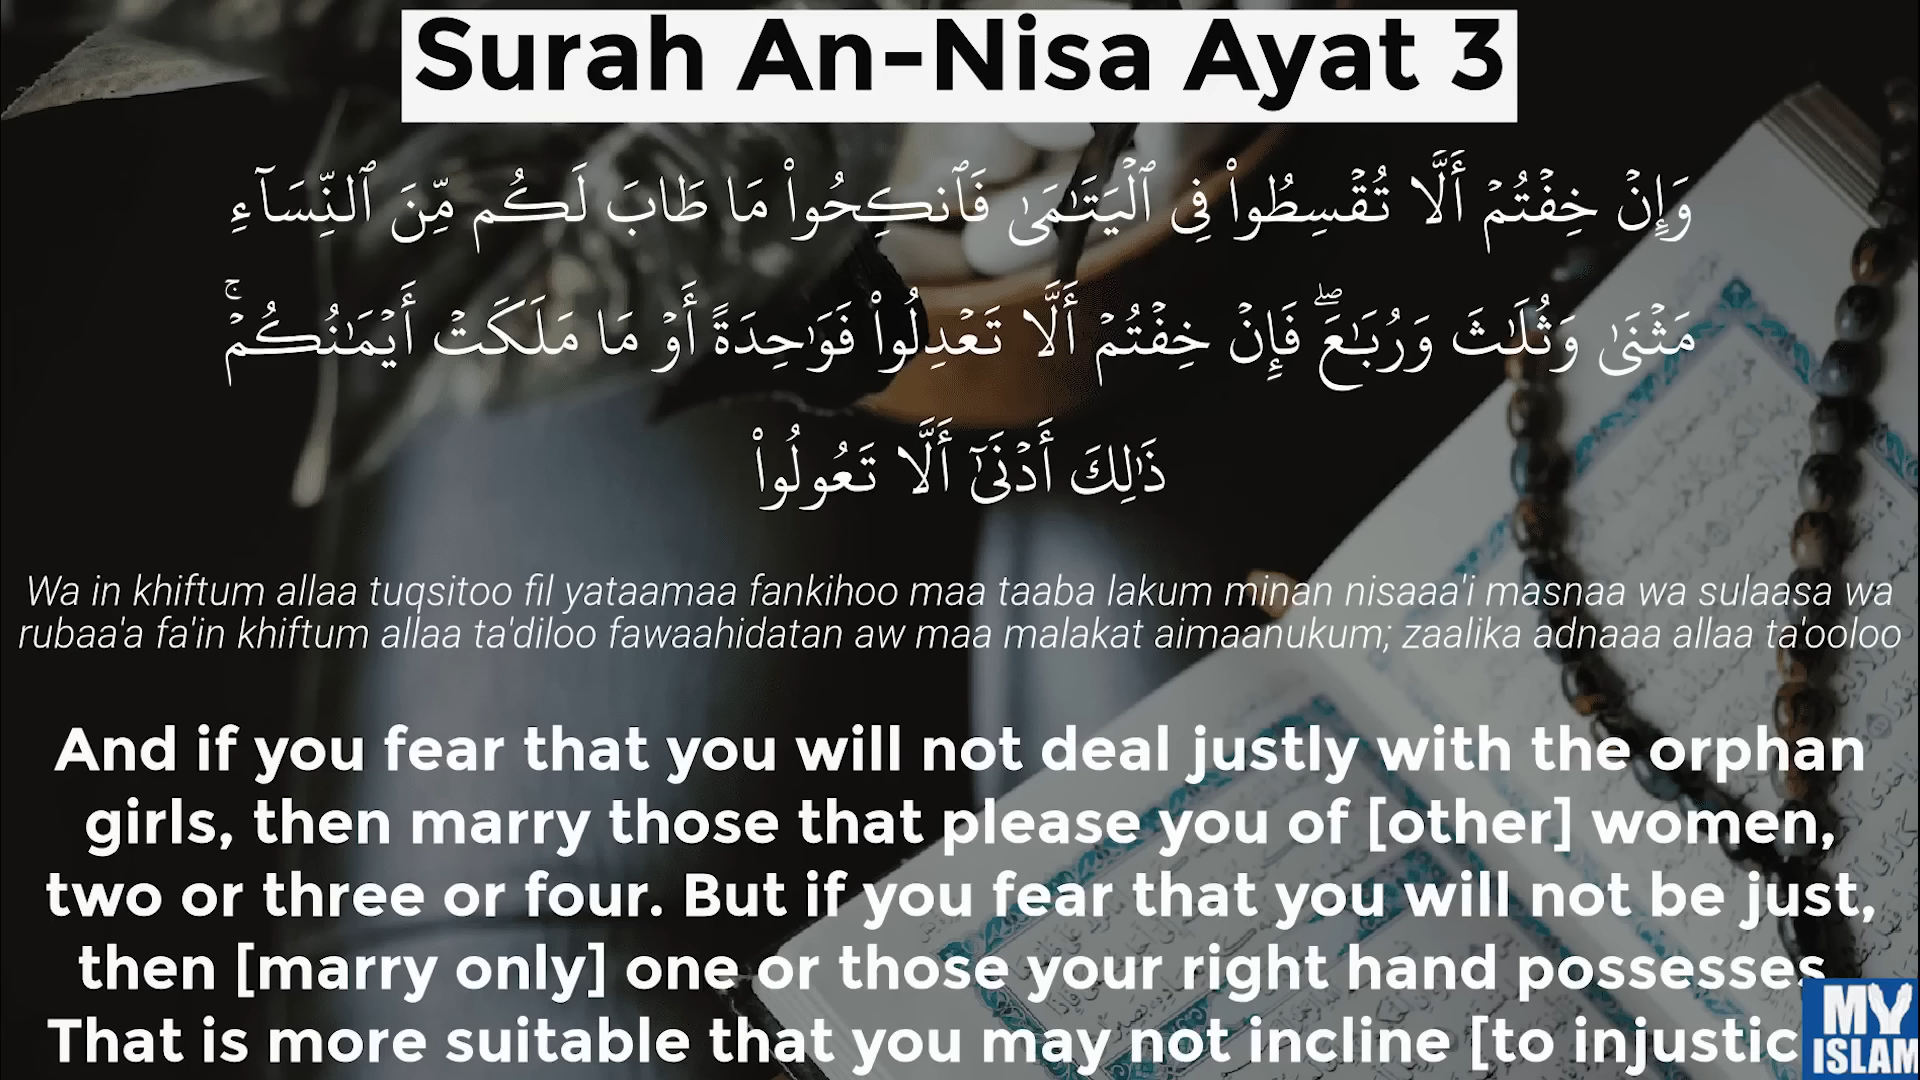 Surah An-Nisa Ayat 3
وَإِنْ خِفْتُمْ أَلَّا تُقْسِطُوا۟ فِى ٱلْيَتَـٰمَىٰ فَٱنكِحُوا۟ مَا طَابَ لَكُم مِّنَ ٱلنِّسَآءِ
مَثْنَىٰ وَثُلَـٰثَ وَرُبَـٰعَ ۖ فَإِنْ خِفْتُمْ أَلَّا تَعْدِلُوا۟ فَوَٰحِدَةً أَوْ مَا مَلَكَتْ أَيْمَـٰنُكُمْ ۚ
ذَٰلِكَ أَدْنَىٰٓ أَلَّا تَعُولُوا۟
Wa in khiftum allaa tuqsitoo fil yataamaa fankihoo maa taaba lakum minan nisaaa'i masnaa wa sulaasa wa
rubaa'a fa'in khiftum allaa ta'diloo fawaahidatan aw maa malakat aimaanukum; zaalika adnaaa allaa ta'ooloo
And if you fear that you will not deal justly with the orphan
girls, then marry those that please you of [other] women,
two or three or four. But if you fear that you will not be just,
then [marry only] one or those your right hand possesses
That is more suitable that you may not incline [to injustic
MY
ISLAM